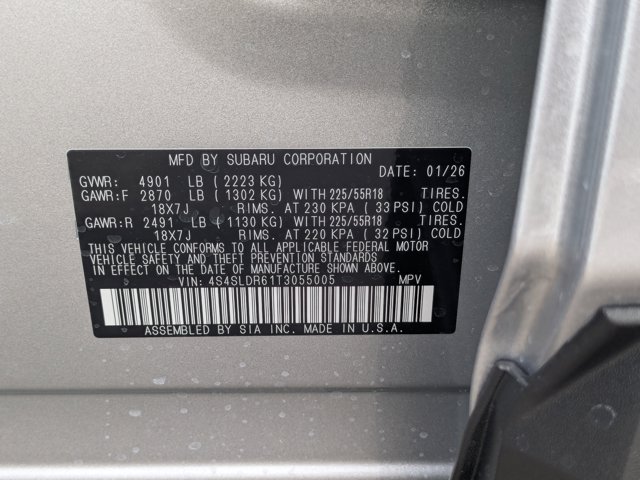 MFD BY SUBARU CORPORATION
DATE: 01/26
GVWR: 4901 LB (2223 KG)
GAWR:F 2870 LB (1302 KG) WITH 225/55R18 TIRES.
18X7J RIMS. AT 230 KPA (33 PSI) COLD
GAWR:R 2491 LB (1130 KG) WITH 225/55R18 TIRES.
18X7J RIMS. AT 220 KPA (32 PSI) COLD
THIS VEHICLE CONFORMS TO ALL APPLICABLE FEDERAL MOTOR
VEHICLE SAFETY AND THEFT PREVENTION STANDARDS
IN EFFECT ON THE DATE OF MANUFACTURE SHOWN ABOVE.
VIN: 4S4SLDR61T3055005 MPV
ASSEMBLED BY SIA INC. MADE IN U.S.A.